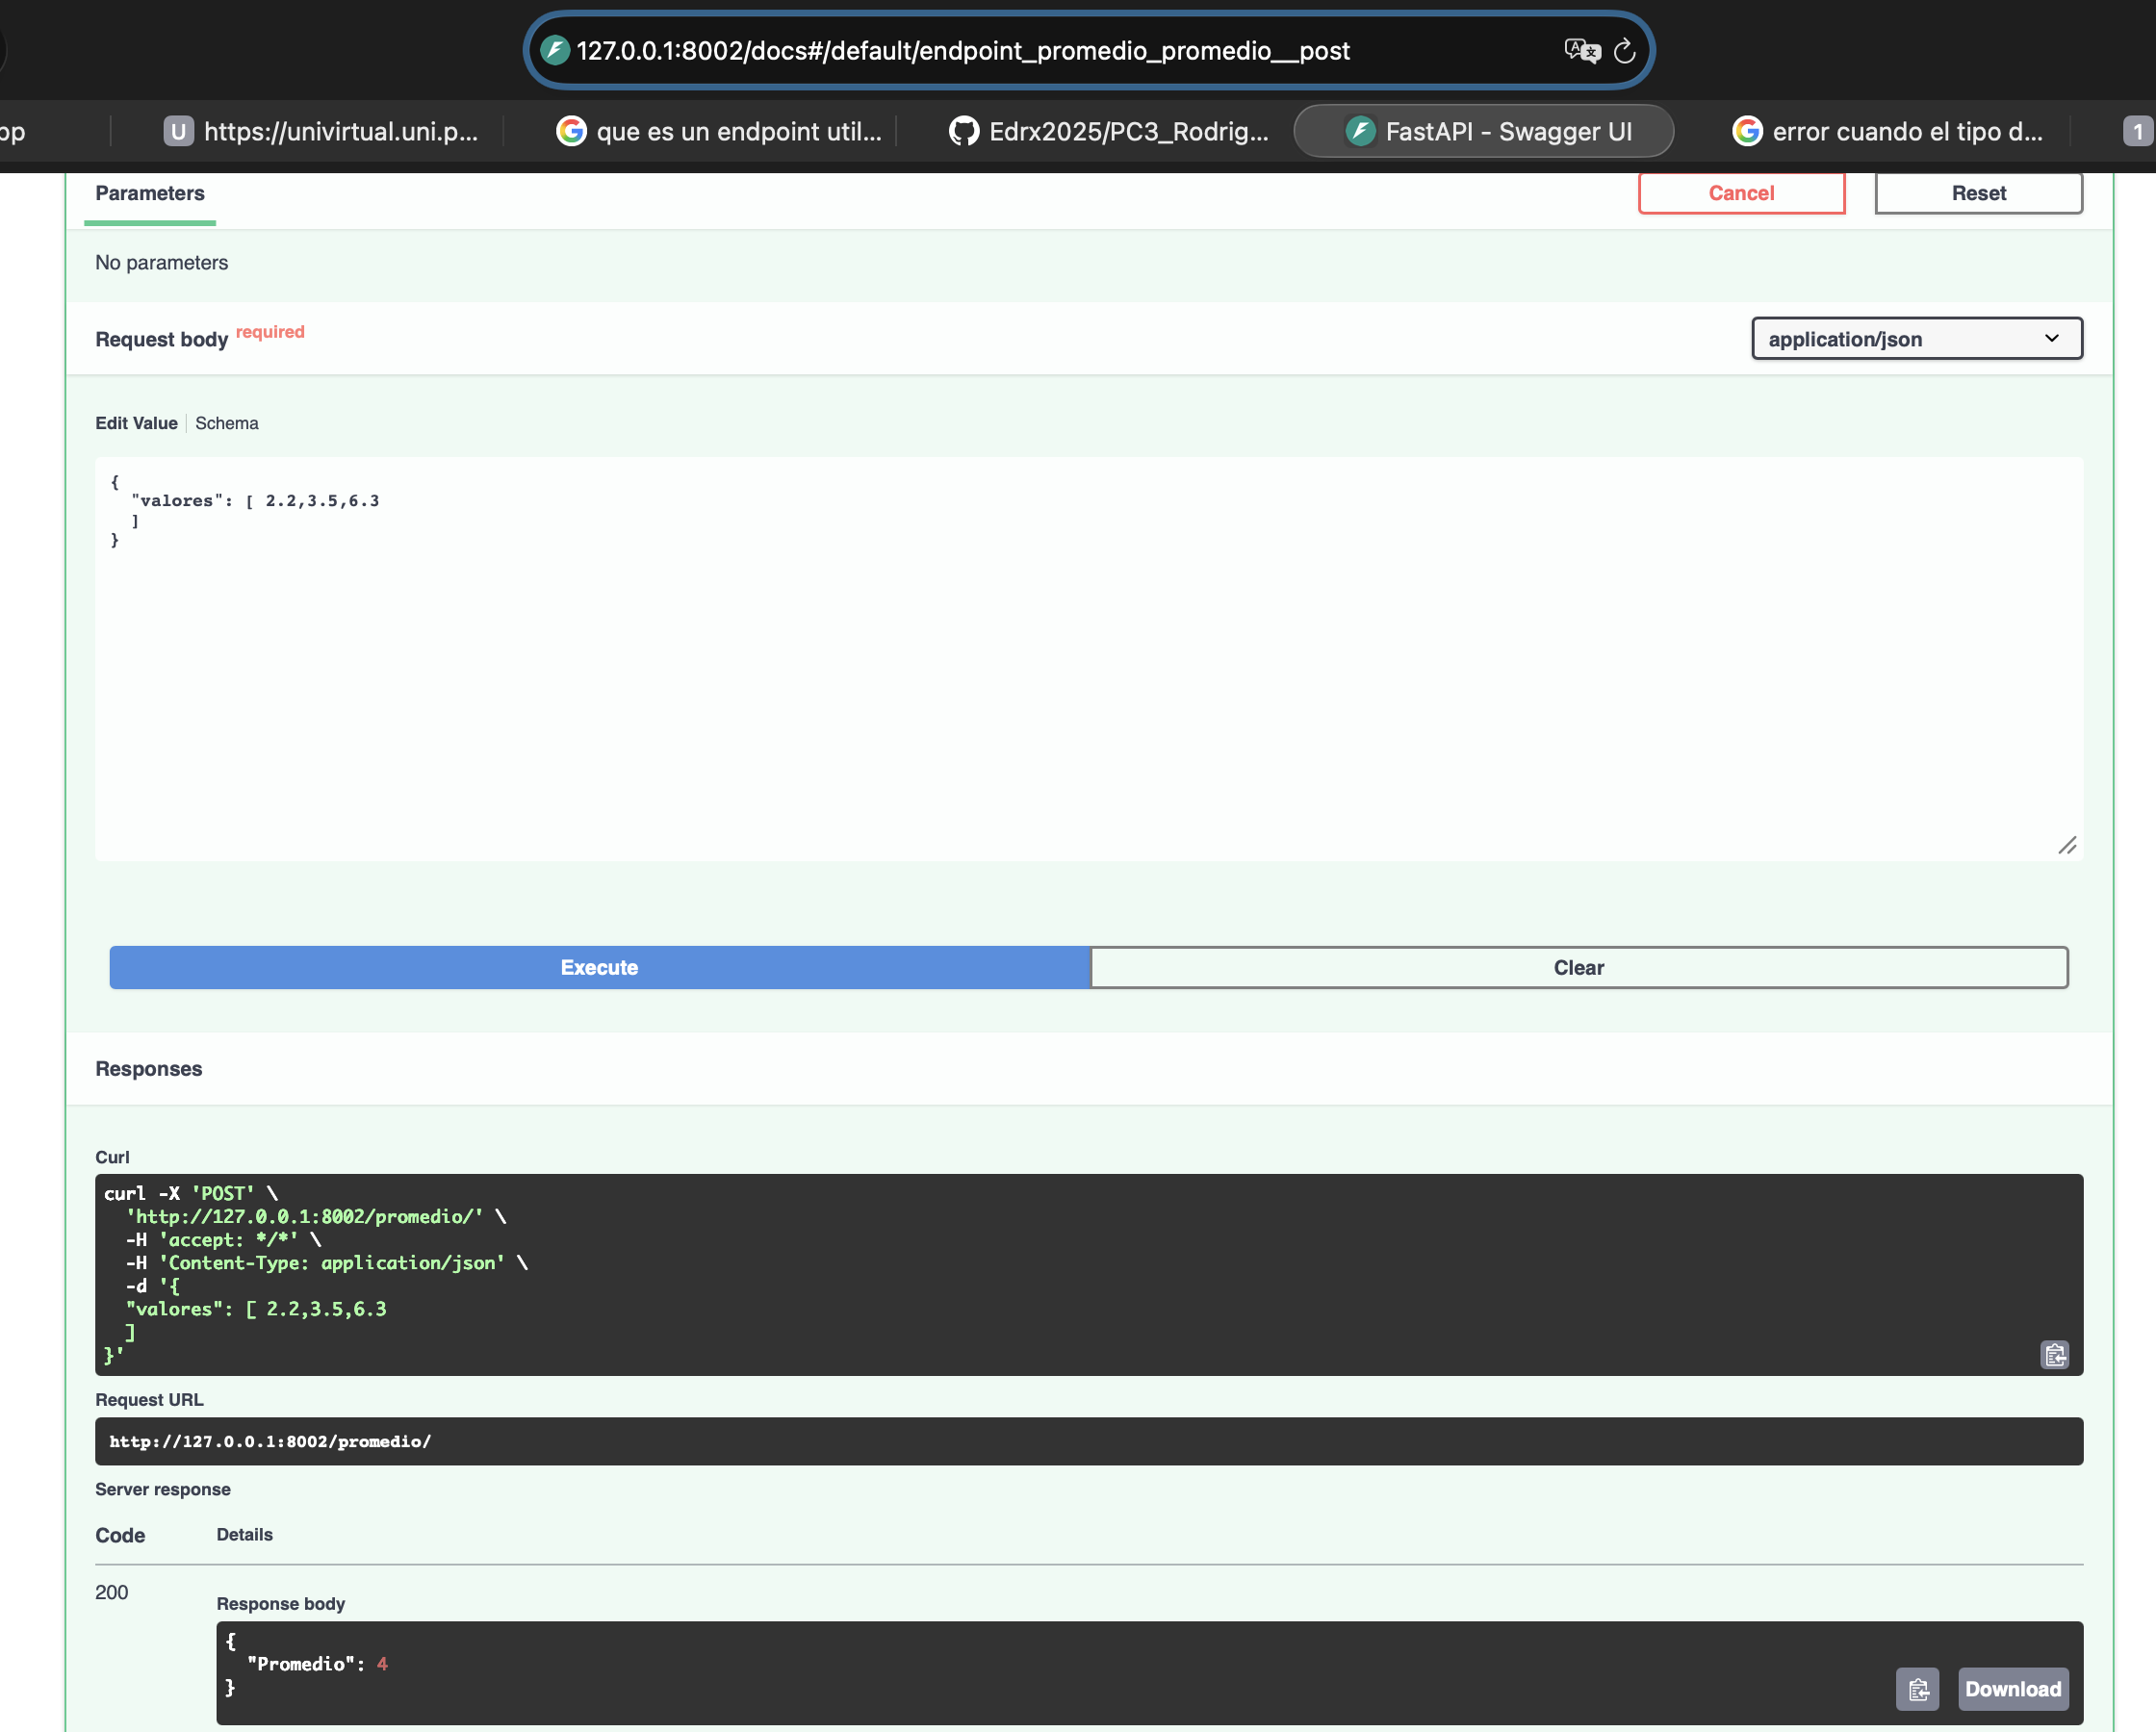 127.0.0.1:8002/docs#/default/endpoint_promedio_promedio__post
pp
U https://univirtual.uni.p...
que es un endpoint util...
Edrx2025/PC3_Rodrig...
FastAPI - Swagger UI
error cuando el tipo d...
1
Parameters
Cancel
Reset
No parameters
Request body required
application/json
Edit Value
Schema
{
"valores": [ 2.2,3.5,6.3
]
}
Execute
Clear
Responses
Curl
curl -X 'POST' \
'http://127.0.0.1:8002/promedio/' \
-H 'accept: */*' \
-H 'Content-Type: application/json' \
-d '{
"valores": [ 2.2,3.5,6.3
]
}'
Request URL
http://127.0.0.1:8002/promedio/
Server response
Code
Details
200
Response body
{
"Promedio": 4
}
Download